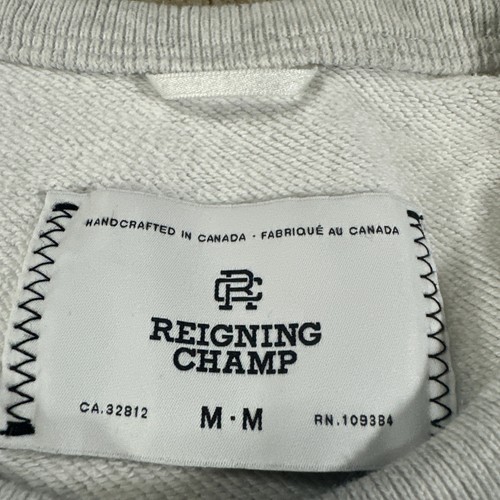 HANDCRAFTED IN CANADA · FABRIQUÉ AU CANADA
RC
REIGNING
CHAMP
CA.32812 M·M RN.109384